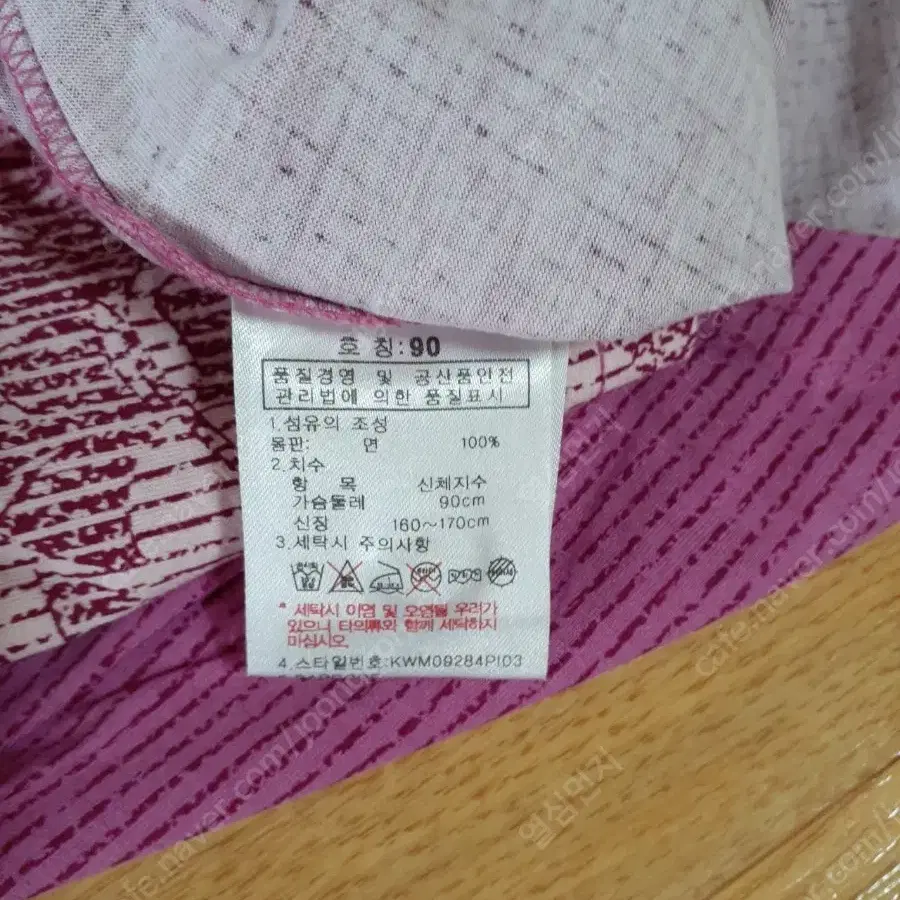 호 칭:90
품질경영 및 공산품안전
관리법에 의한 품질표시
1.섬유의 조성
몸판: 면 100%
2.치수
항 목 신체지수
가슴둘레 90cm
신장 160~170cm
3.세탁시 주의사항
* 세탁시 이염 및 오염될 우려가
있으니 타의류와 함께 세탁하지
마십시오.
4.스타일번호:KWM09284PI03
열심먼지
열심먼지